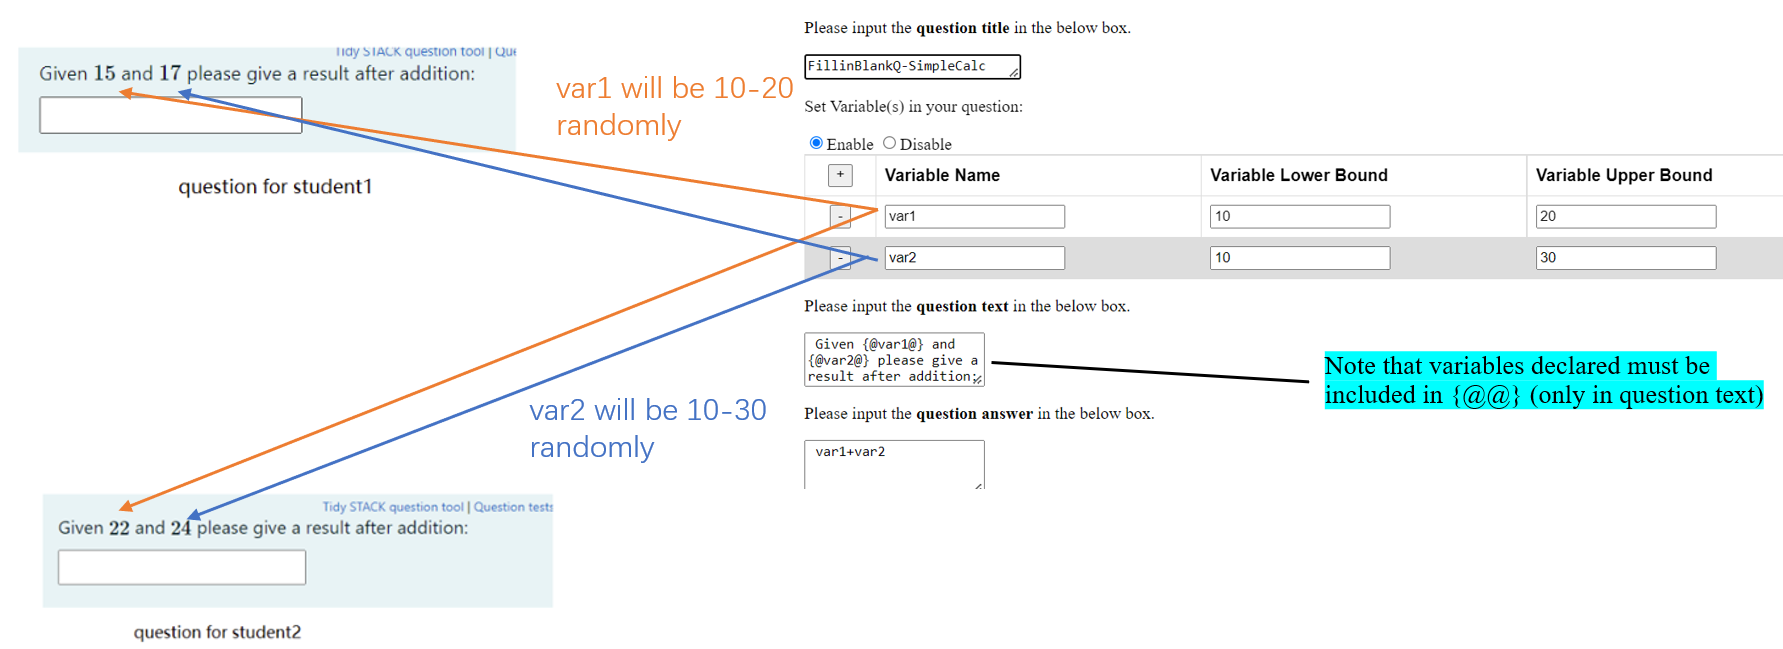 Tidy STACK question tool | Que
Given 15 and 17 please give a result after addition:
question for student1
var1 will be 10-20
randomly
var2 will be 10-30
randomly
Tidy STACK question tool | Question tests
Given 22 and 24 please give a result after addition:
question for student2
Please input the question title in the below box.
FillinBlankQ-SimpleCalc
Set Variable(s) in your question:
Enable Disable
+ Variable Name Variable Lower Bound Variable Upper Bound
- var1 10 20
- var2 10 30
Please input the question text in the below box.
Given {@var1@} and
{@var2@} please give a
result after addition:
Please input the question answer in the below box.
var1+var2
Note that variables declared must be
included in {@@} (only in question text)